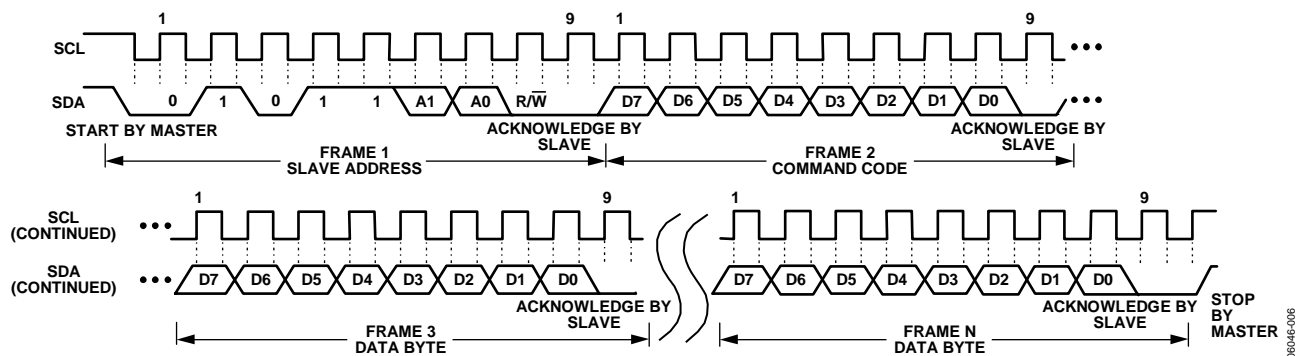 1 9 1 9
SCL
SDA 0 1 0 1 1 A1 A0 R/W̅ D7 D6 D5 D4 D3 D2 D1 D0
START BY MASTER
ACKNOWLEDGE BY
SLAVE
ACKNOWLEDGE BY
SLAVE
FRAME 1
SLAVE ADDRESS
FRAME 2
COMMAND CODE
1 9 1 9
SCL
(CONTINUED)
SDA
(CONTINUED)
D7 D6 D5 D4 D3 D2 D1 D0 D7 D6 D5 D4 D3 D2 D1 D0
ACKNOWLEDGE BY
SLAVE
ACKNOWLEDGE BY
SLAVE
STOP
BY
MASTER
FRAME 3
DATA BYTE
FRAME N
DATA BYTE
06046-006